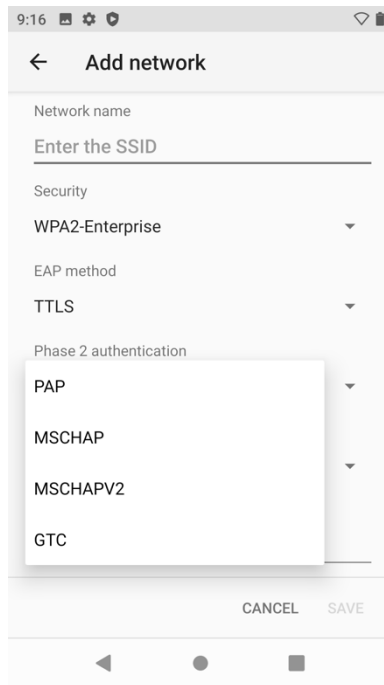 9:16
Add network
Network name
Enter the SSID
Security
WPA2-Enterprise
EAP method
TTLS
Phase 2 authentication
PAP
MSCHAP
MSCHAPV2
GTC
CANCEL SAVE